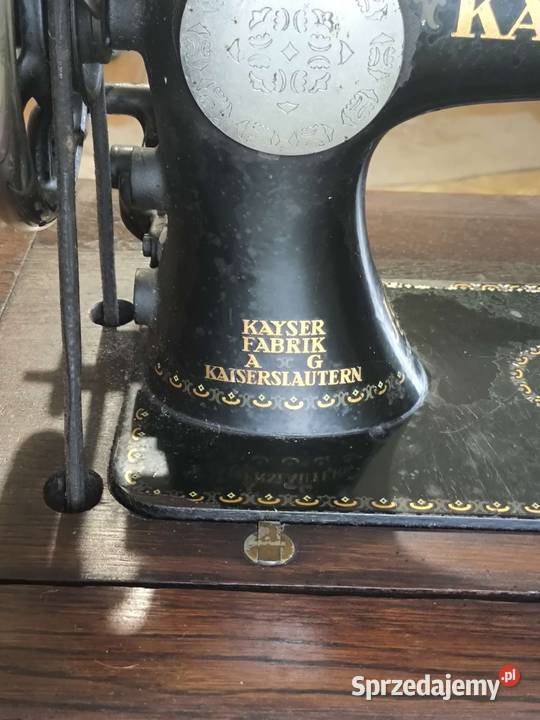 KA
KAYSER
FABRIK
A G
KAISERSLAUTERN
Sprzedajemy.pl